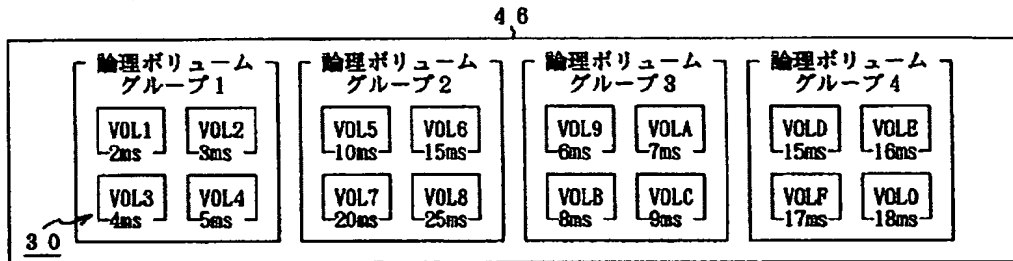 46
論理ボリューム
グループ1
VOL1
2ms
VOL2
3ms
VOL3
4ms
VOL4
5ms
論理ボリューム
グループ2
VOL5
10ms
VOL6
15ms
VOL7
20ms
VOL8
25ms
論理ボリューム
グループ3
VOL9
6ms
VOLA
7ms
VOLB
8ms
VOLC
9ms
論理ボリューム
グループ4
VOLD
15ms
VOLE
16ms
VOLF
17ms
VOL0
18ms
30